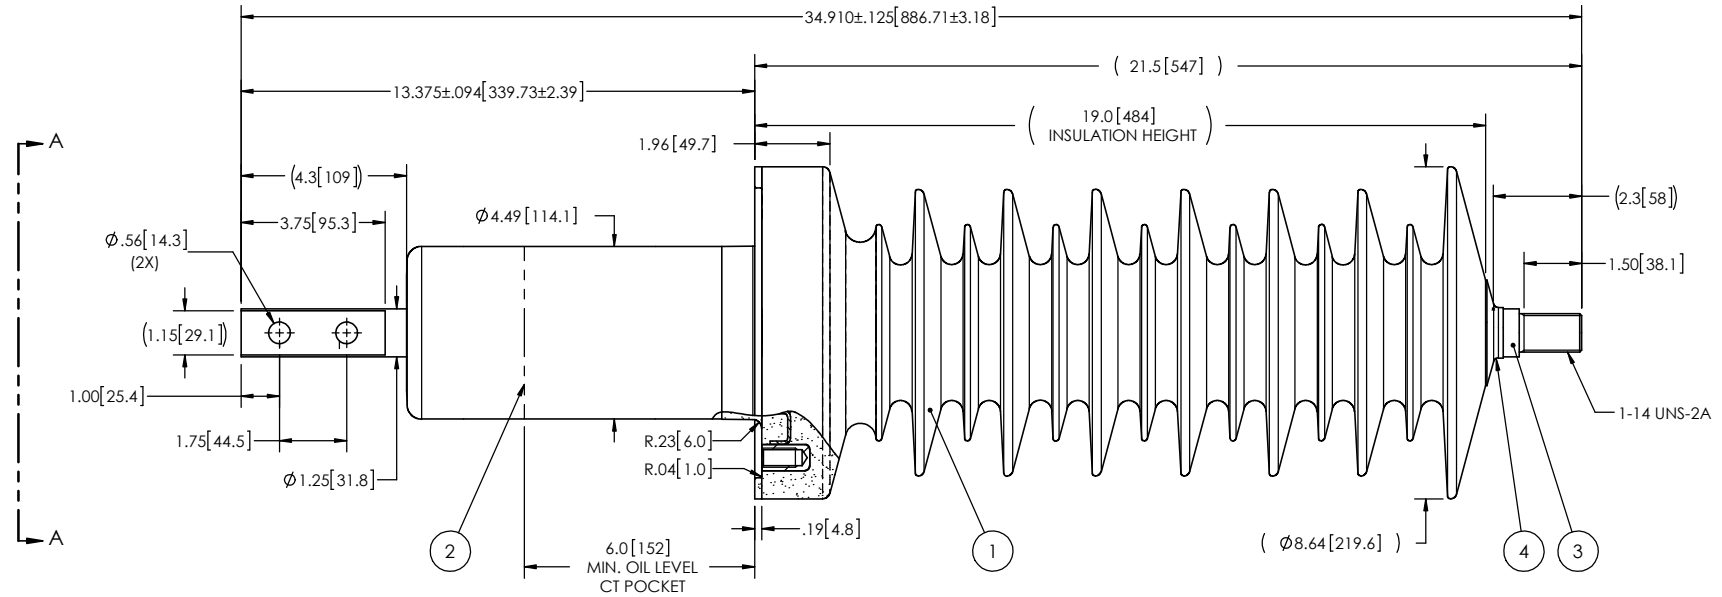 34.910±.125[886.71±3.18]
( 21.5[547] )
13.375±.094[339.73±2.39]
( 19.0[484]
INSULATION HEIGHT )
1.96[49.7]
A
(4.3[109])
(2.3[58])
3.75[95.3]
Ø4.49[114.1]
Ø.56[14.3]
(2X)
1.50[38.1]
(1.15[29.1])
1.00[25.4]
1-14 UNS-2A
1.75[44.5]
R.23[6.0]
R.04[1.0]
Ø1.25[31.8]
.19[4.8]
A
2
1
( Ø8.64[219.6] )
4
3
6.0[152]
MIN. OIL LEVEL
CT POCKET